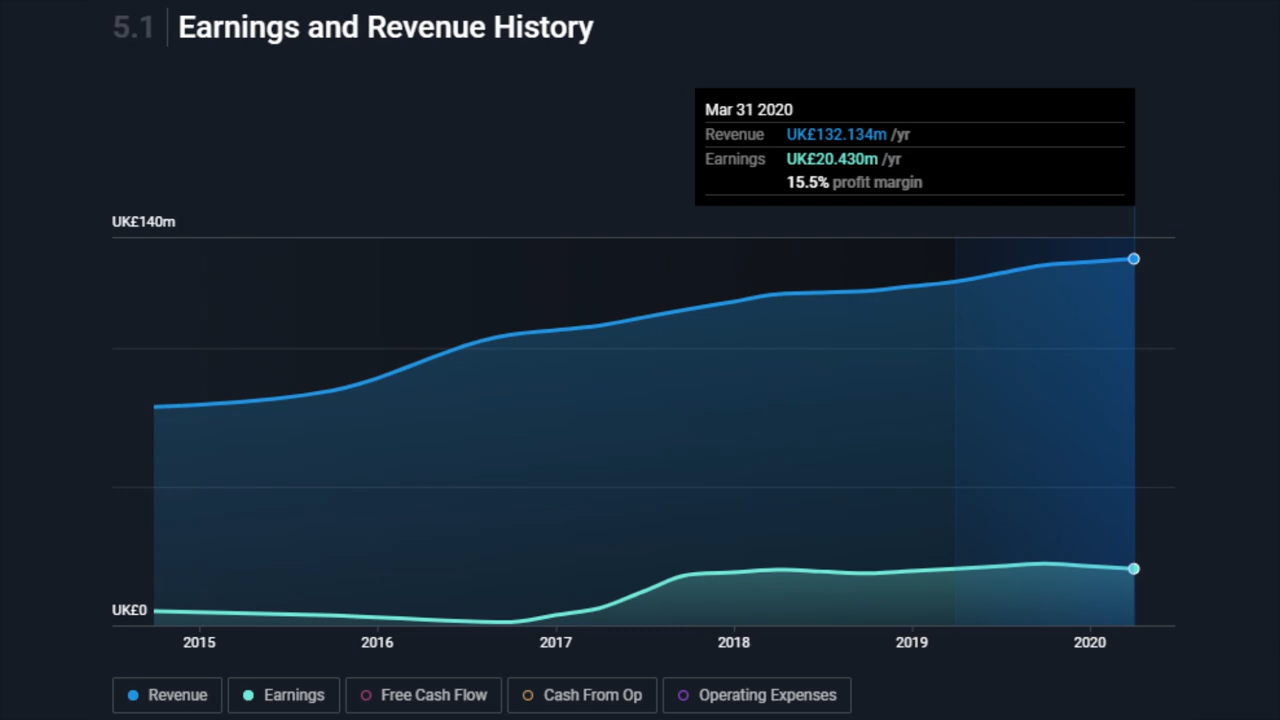 5.1 Earnings and Revenue History
Mar 31 2020
Revenue UK£132.134m /yr
Earnings UK£20.430m /yr
15.5% profit margin
UK£140m
UK£0
2015 2016 2017 2018 2019 2020
Revenue Earnings Free Cash Flow Cash From Op Operating Expenses